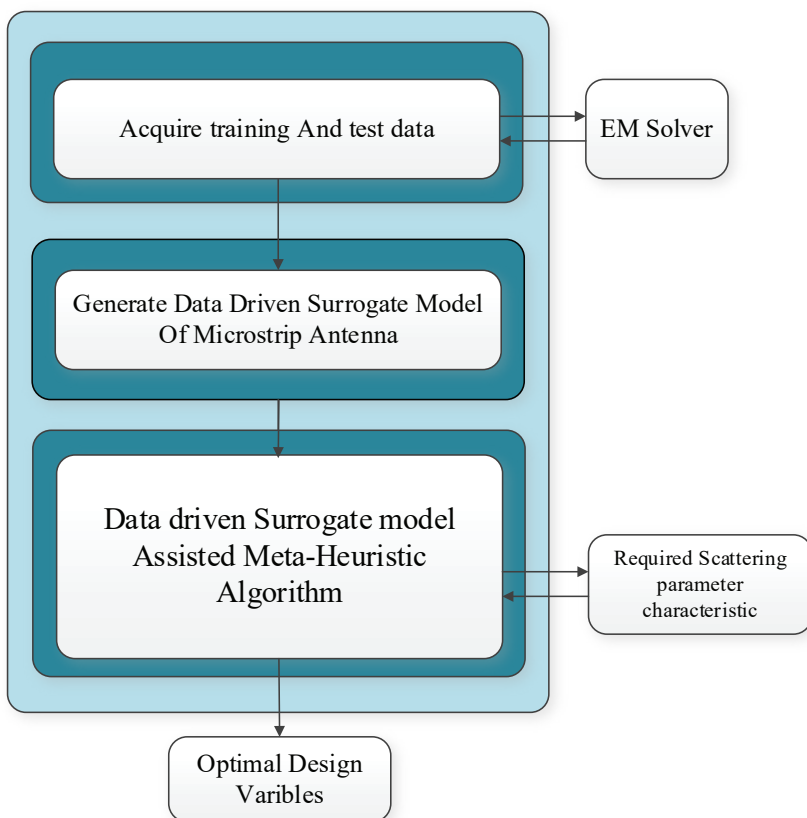 Acquire training And test data
EM Solver
Generate Data Driven Surrogate Model
Of Microstrip Antenna
Data driven Surrogate model
Assisted Meta-Heuristic
Algorithm
Required Scattering
parameter
characteristic
Optimal Design
Varibles